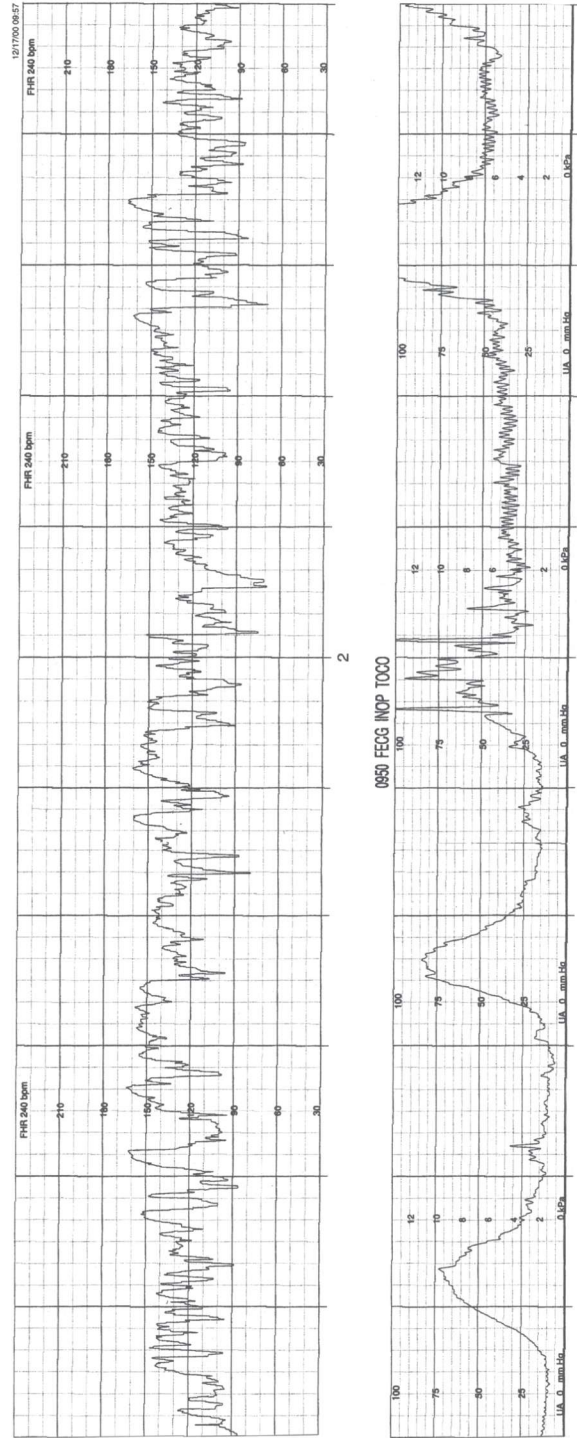 12/17/00 09:57
FHR 240 bpm FHR 240 bpm FHR 240 bpm
210 210 210
180 180 180
150 150 150
120 120 120
90 90 90
60 60 60
30 30 30
2
0950 FECG INOP TOCO
100 12 100 100 12 100 12
75 10 75 75 10 75 10
50 8 50 50 8 50 8
6 6 6
25 4 25 25 4 25 4
2 2 2
UA 0 mm Hg 0 kPa UA 0 mm Hg UA 0 mm Hg 0 kPa UA 0 mm Hg 0 kPa